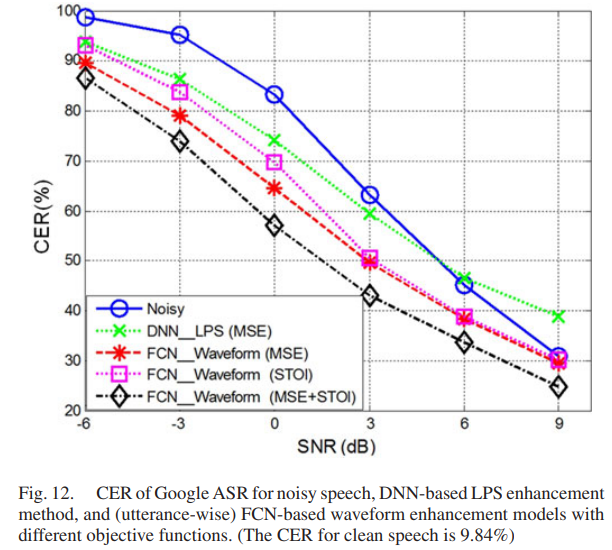 100
90
80
70
60
50
40
30
20
CER(%)
Noisy
DNN__LPS (MSE)
FCN__Waveform (MSE)
FCN__Waveform (STOI)
FCN__Waveform (MSE+STOI)
-6 -3 0 3 6 9
SNR (dB)
Fig. 12. CER of Google ASR for noisy speech, DNN-based LPS enhancement
method, and (utterance-wise) FCN-based waveform enhancement models with
different objective functions. (The CER for clean speech is 9.84%)